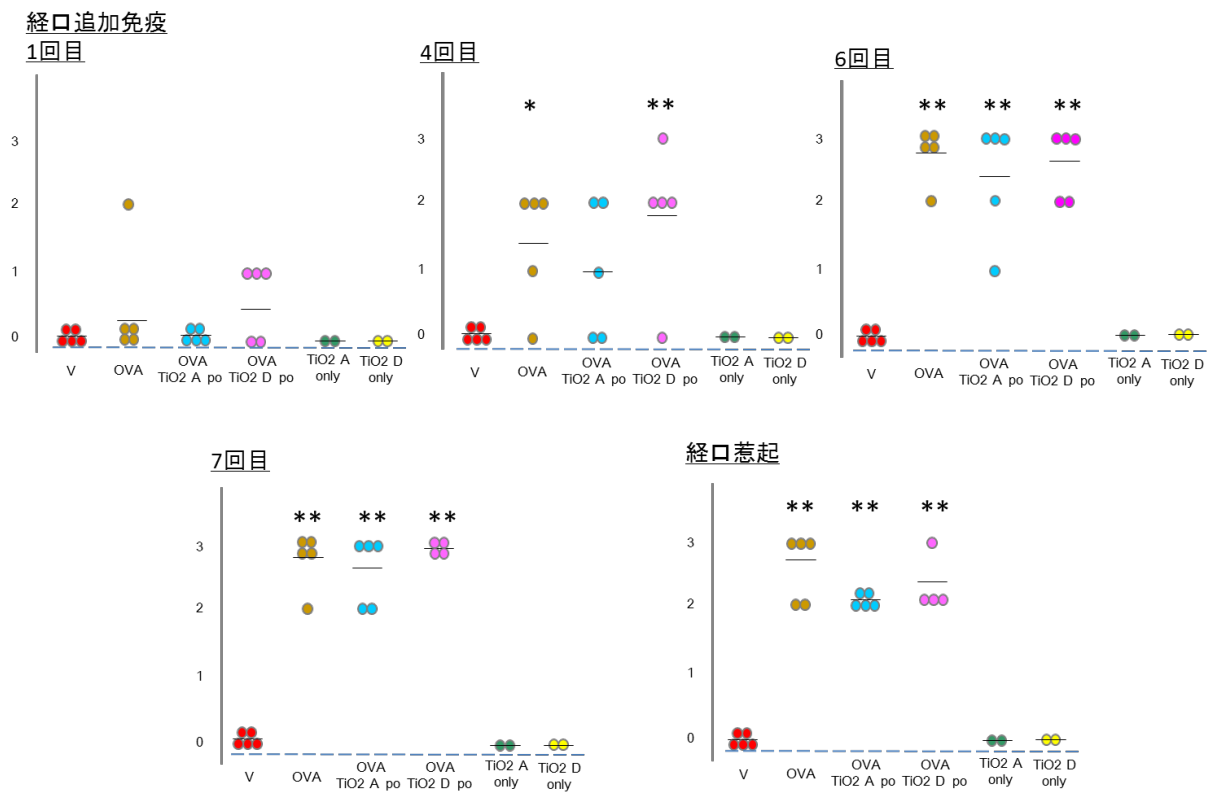 経口追加免疫
1回目
3
2
1
0
V
OVA
OVA
TiO2 A po
OVA
TiO2 D po
TiO2 A
only
TiO2 D
only
4回目
*
**
3
2
1
0
V
OVA
OVA
TiO2 A po
OVA
TiO2 D po
TiO2 A
only
TiO2 D
only
6回目
**
**
**
3
2
1
0
V
OVA
OVA
TiO2 A po
OVA
TiO2 D po
TiO2 A
only
TiO2 D
only
7回目
**
**
**
3
2
1
0
V
OVA
OVA
TiO2 A po
OVA
TiO2 D po
TiO2 A
only
TiO2 D
only
経口惹起
**
**
**
3
2
1
0
V
OVA
OVA
TiO2 A po
OVA
TiO2 D po
TiO2 A
only
TiO2 D
only